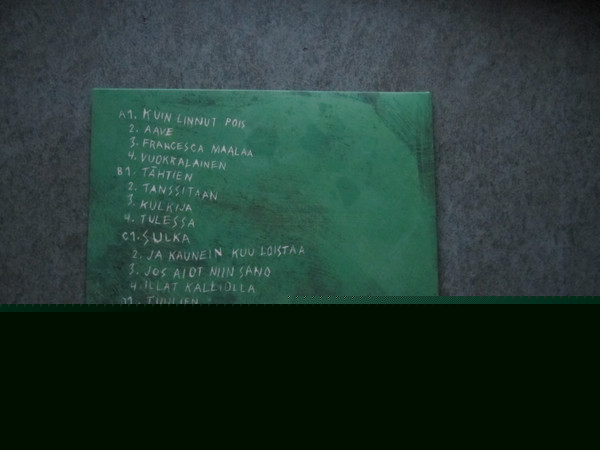 A1. KUIN LINNUT POIS
2. AAVE
3. FRANCESCA MAALAA
4. VUOKRALAINEN
B1. TÄHTIEN
2. TANSSITAAN
3. KULKIJA
4. TULESSA
C1. SULKA
2. JA KAUNEIN KUU LOISTAA
3. JOS AIOT NIIN SANO
4. ILLAT KALLIOLLA